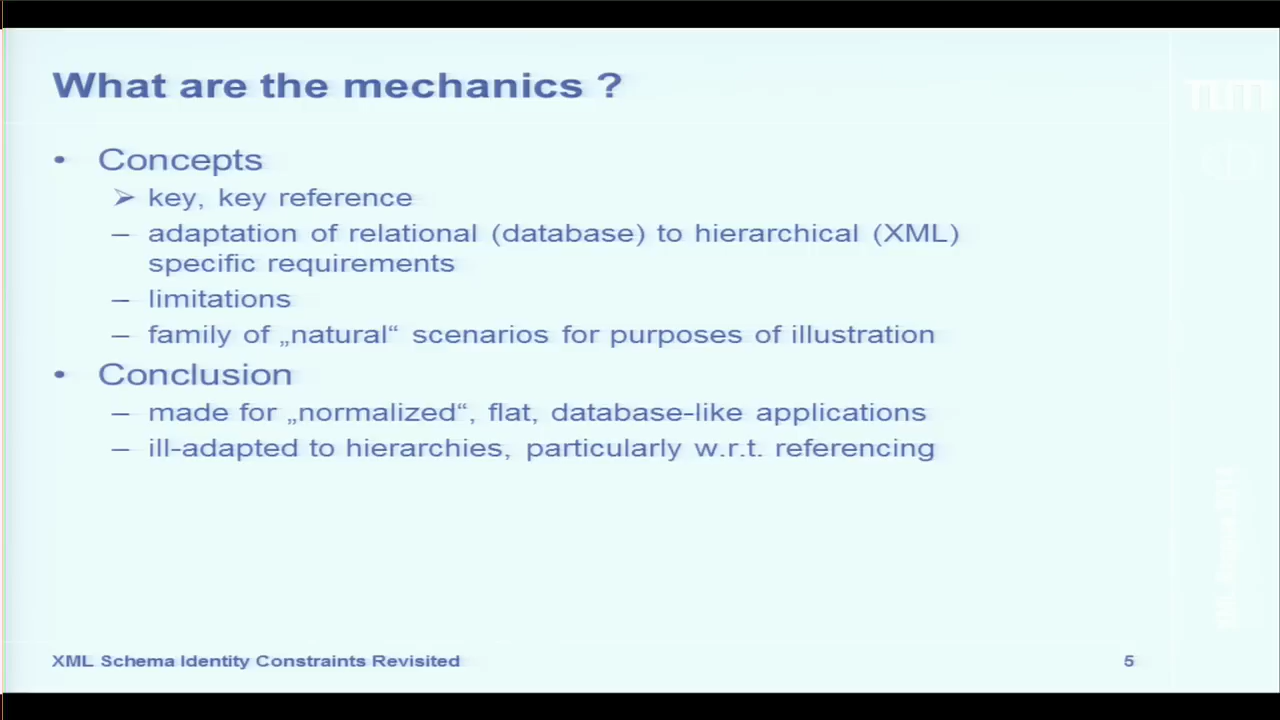 What are the mechanics ?
• Concepts
➢ key, key reference
– adaptation of relational (database) to hierarchical (XML)
specific requirements
– limitations
– family of „natural“ scenarios for purposes of illustration
• Conclusion
– made for „normalized“, flat, database-like applications
– ill-adapted to hierarchies, particularly w.r.t. referencing
XML Schema Identity Constraints Revisited
5